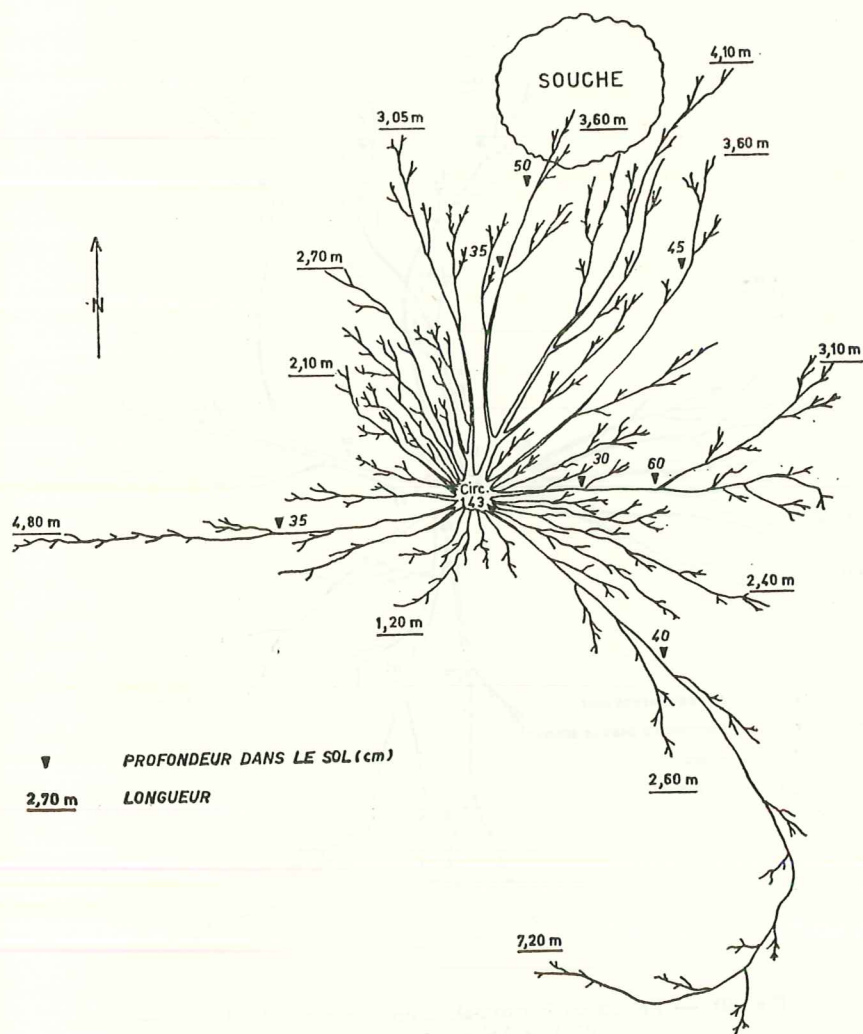 SOUCHE
4,10 m
3,05 m
3,60 m
3,60 m
50
35
45
N
2,70 m
2,10 m
3,10 m
30
60
Circ.
143
4,80 m
35
2,40 m
1,20 m
40
2,60 m
PROFONDEUR DANS LE SOL (cm)
2,70 m LONGUEUR
7,20 m